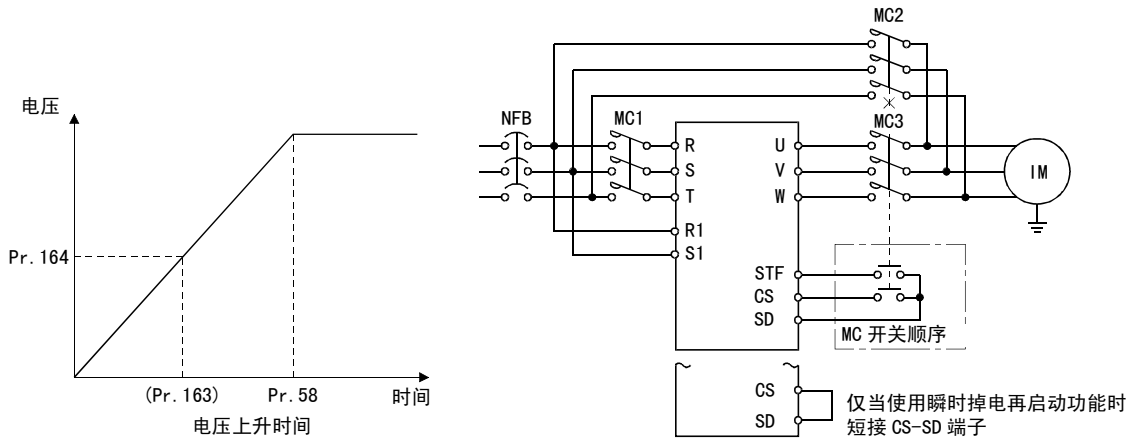 电压
Pr. 164
(Pr. 163)
Pr. 58
时间
电压上升时间
MC2
NFB
MC1
MC3
R
S
T
R1
S1
U
V
W
IM
STF
CS
SD
MC 开关顺序
CS
SD
仅当使用瞬时掉电再启动功能时
短接 CS-SD 端子